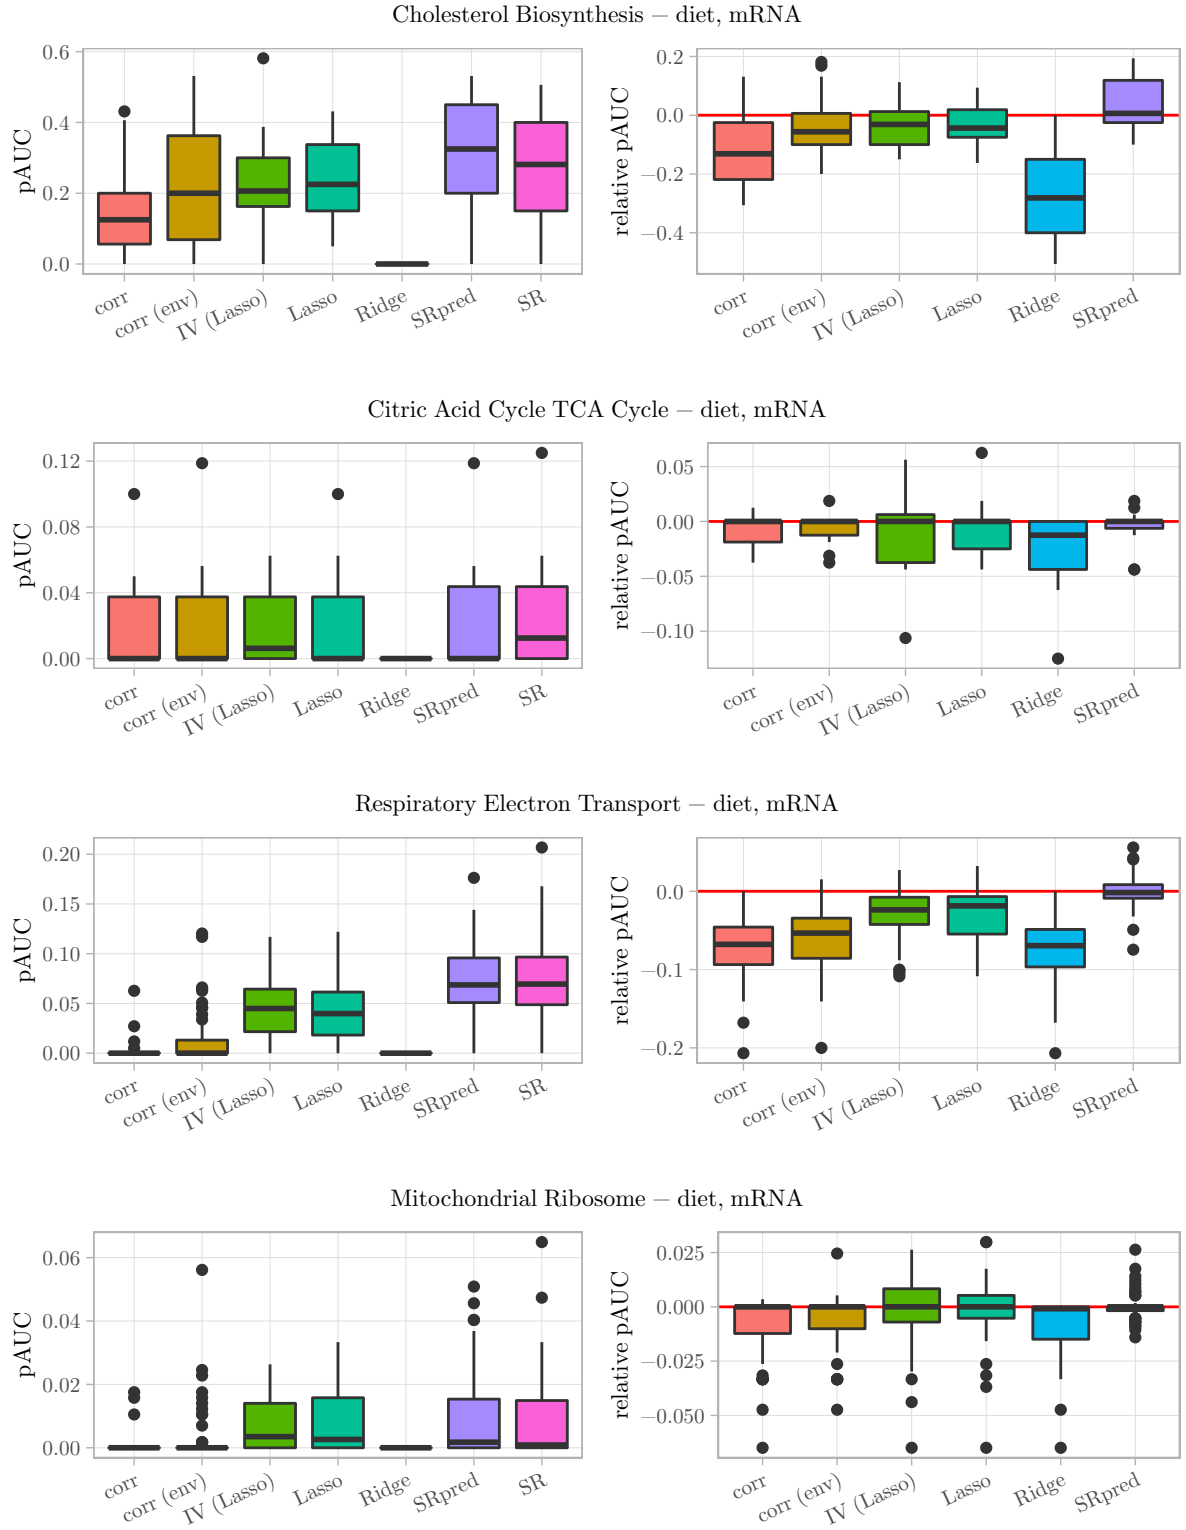 Cholesterol Biosynthesis – diet, mRNA
pAUC
0.6
0.4
0.2
0.0
corr
corr (env)
IV (Lasso)
Lasso
Ridge
SRpred
SR
relative pAUC
0.2
0.0
−0.2
−0.4
corr
corr (env)
IV (Lasso)
Lasso
Ridge
SRpred
Citric Acid Cycle TCA Cycle – diet, mRNA
pAUC
0.12
0.08
0.04
0.00
corr
corr (env)
IV (Lasso)
Lasso
Ridge
SRpred
SR
relative pAUC
0.05
0.00
−0.05
−0.10
corr
corr (env)
IV (Lasso)
Lasso
Ridge
SRpred
Respiratory Electron Transport – diet, mRNA
pAUC
0.20
0.15
0.10
0.05
0.00
corr
corr (env)
IV (Lasso)
Lasso
Ridge
SRpred
SR
relative pAUC
0.0
−0.1
−0.2
corr
corr (env)
IV (Lasso)
Lasso
Ridge
SRpred
Mitochondrial Ribosome – diet, mRNA
pAUC
0.06
0.04
0.02
0.00
corr
corr (env)
IV (Lasso)
Lasso
Ridge
SRpred
SR
relative pAUC
0.025
0.000
−0.025
−0.050
corr
corr (env)
IV (Lasso)
Lasso
Ridge
SRpred